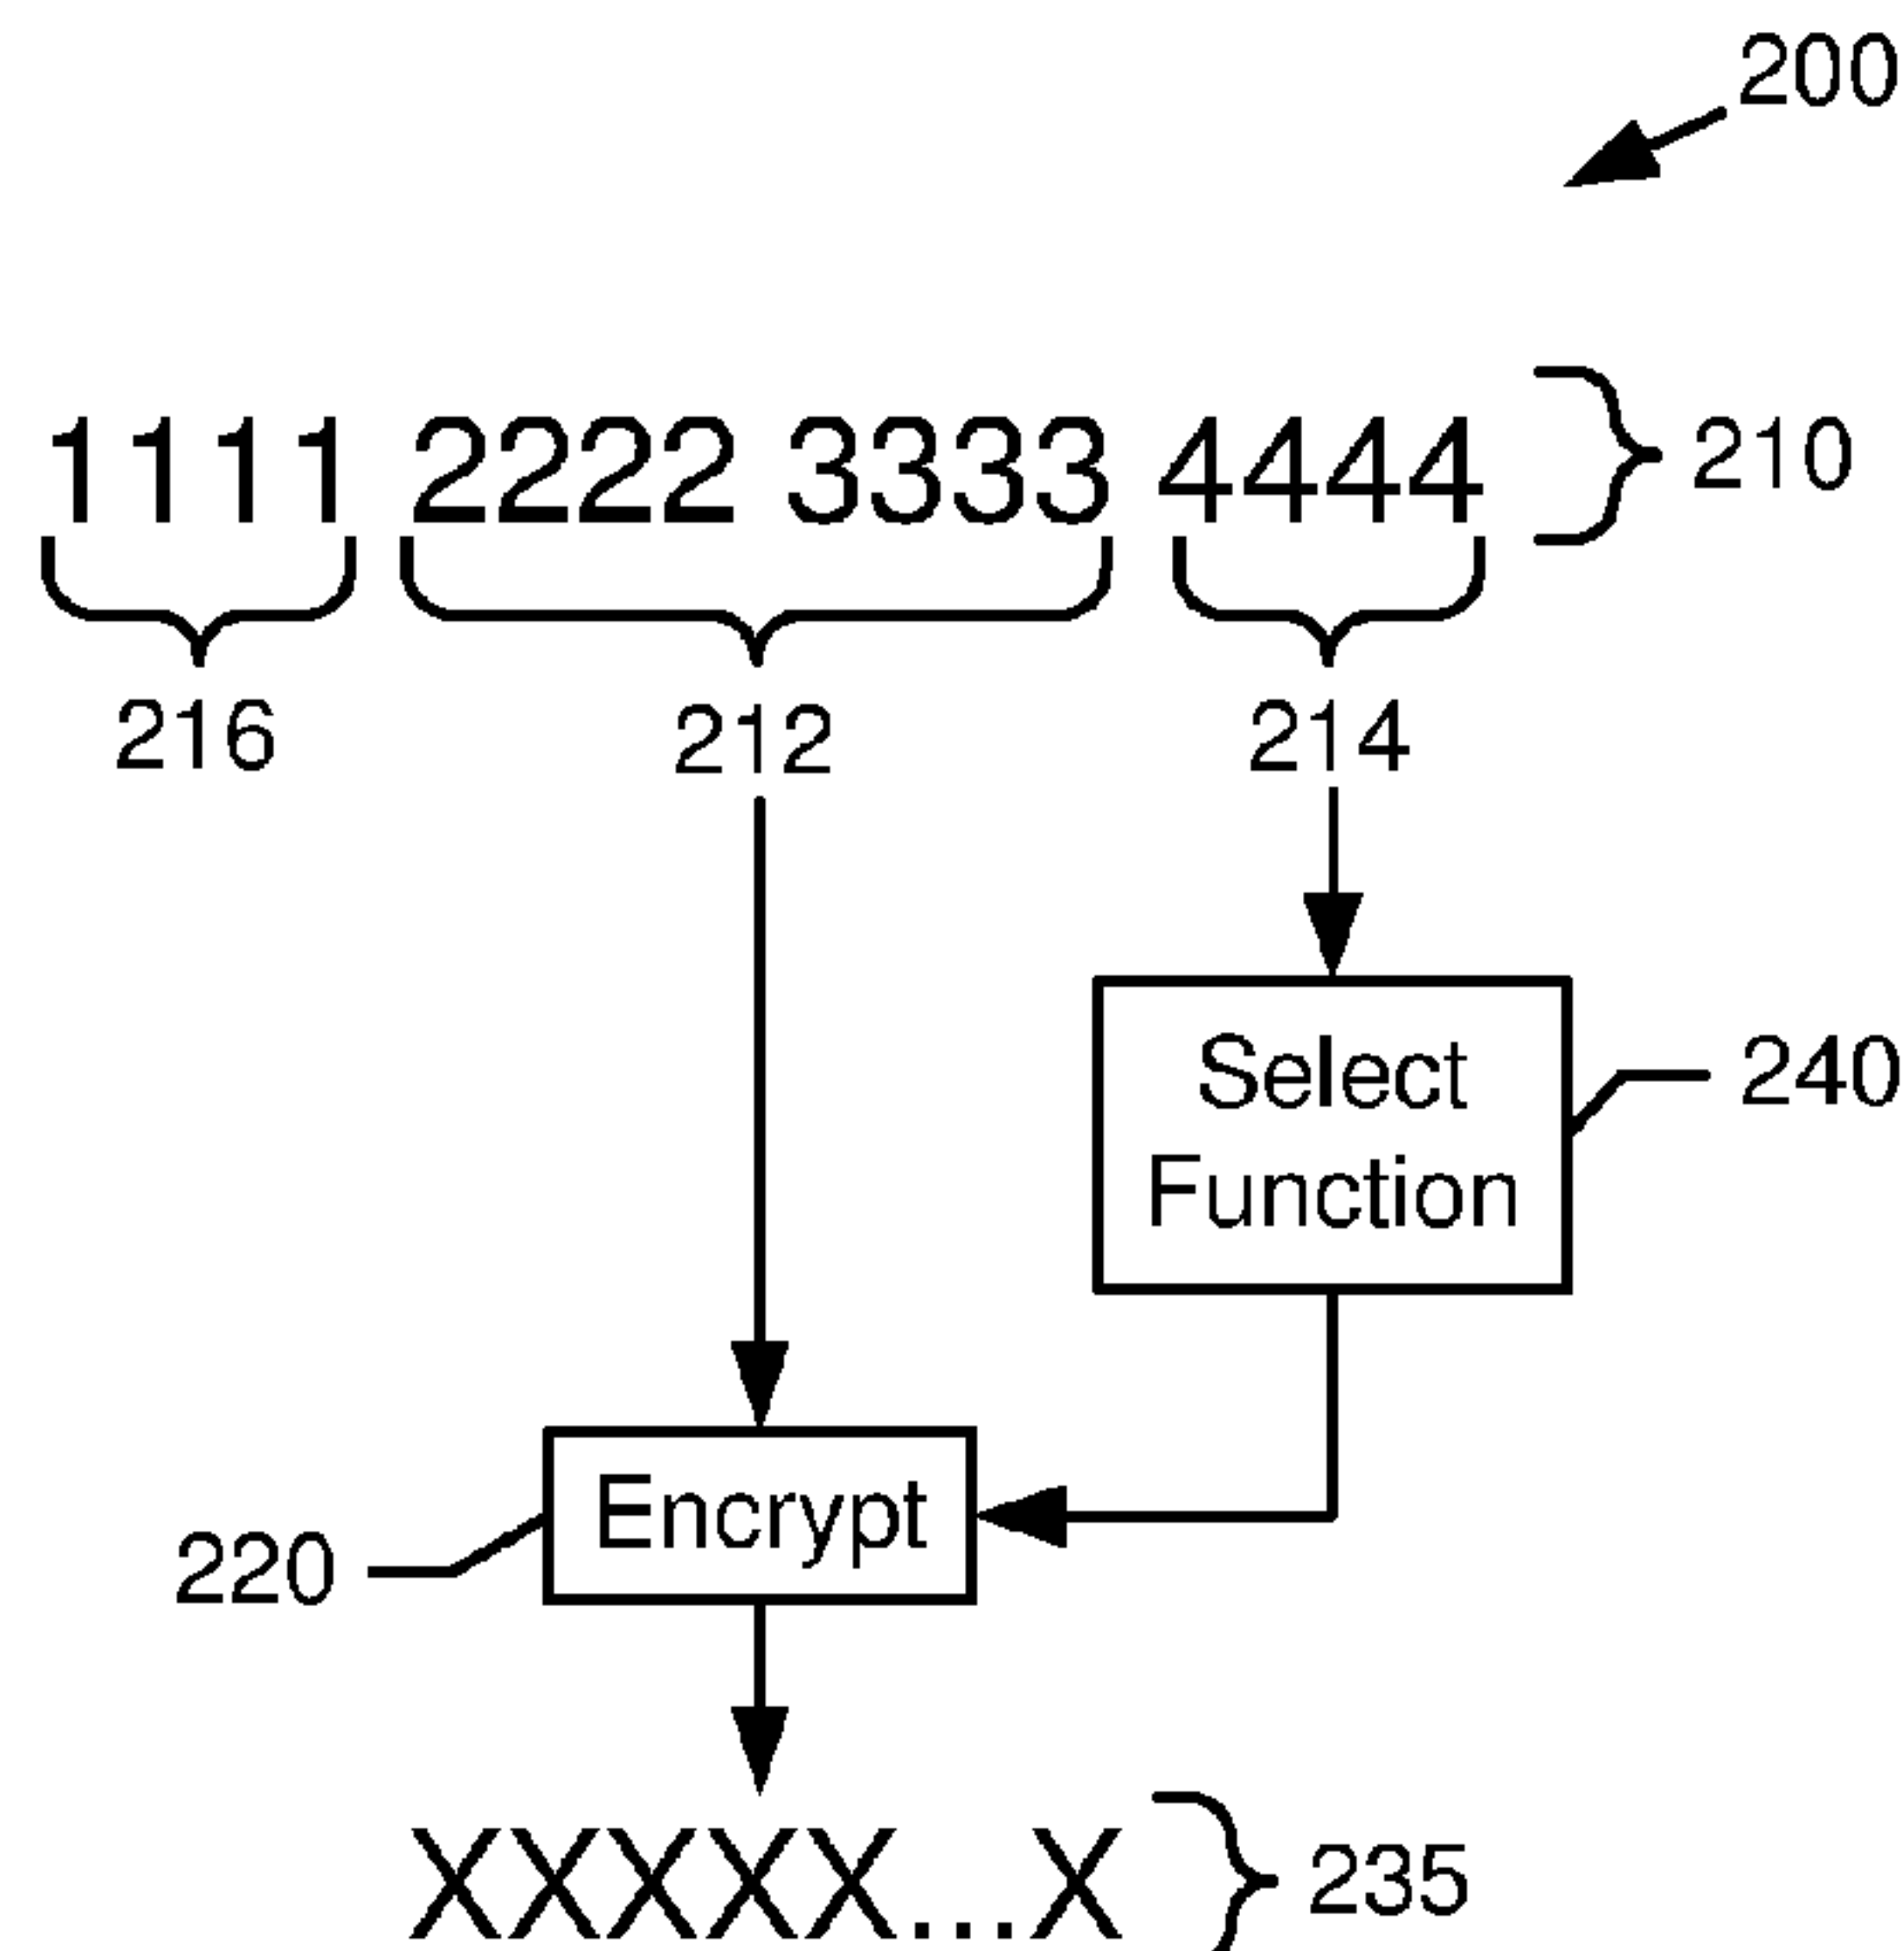 200
1111 2222 3333 4444 210
216 212 214
Select
Function
240
Encrypt
220
XXXXX...X 235